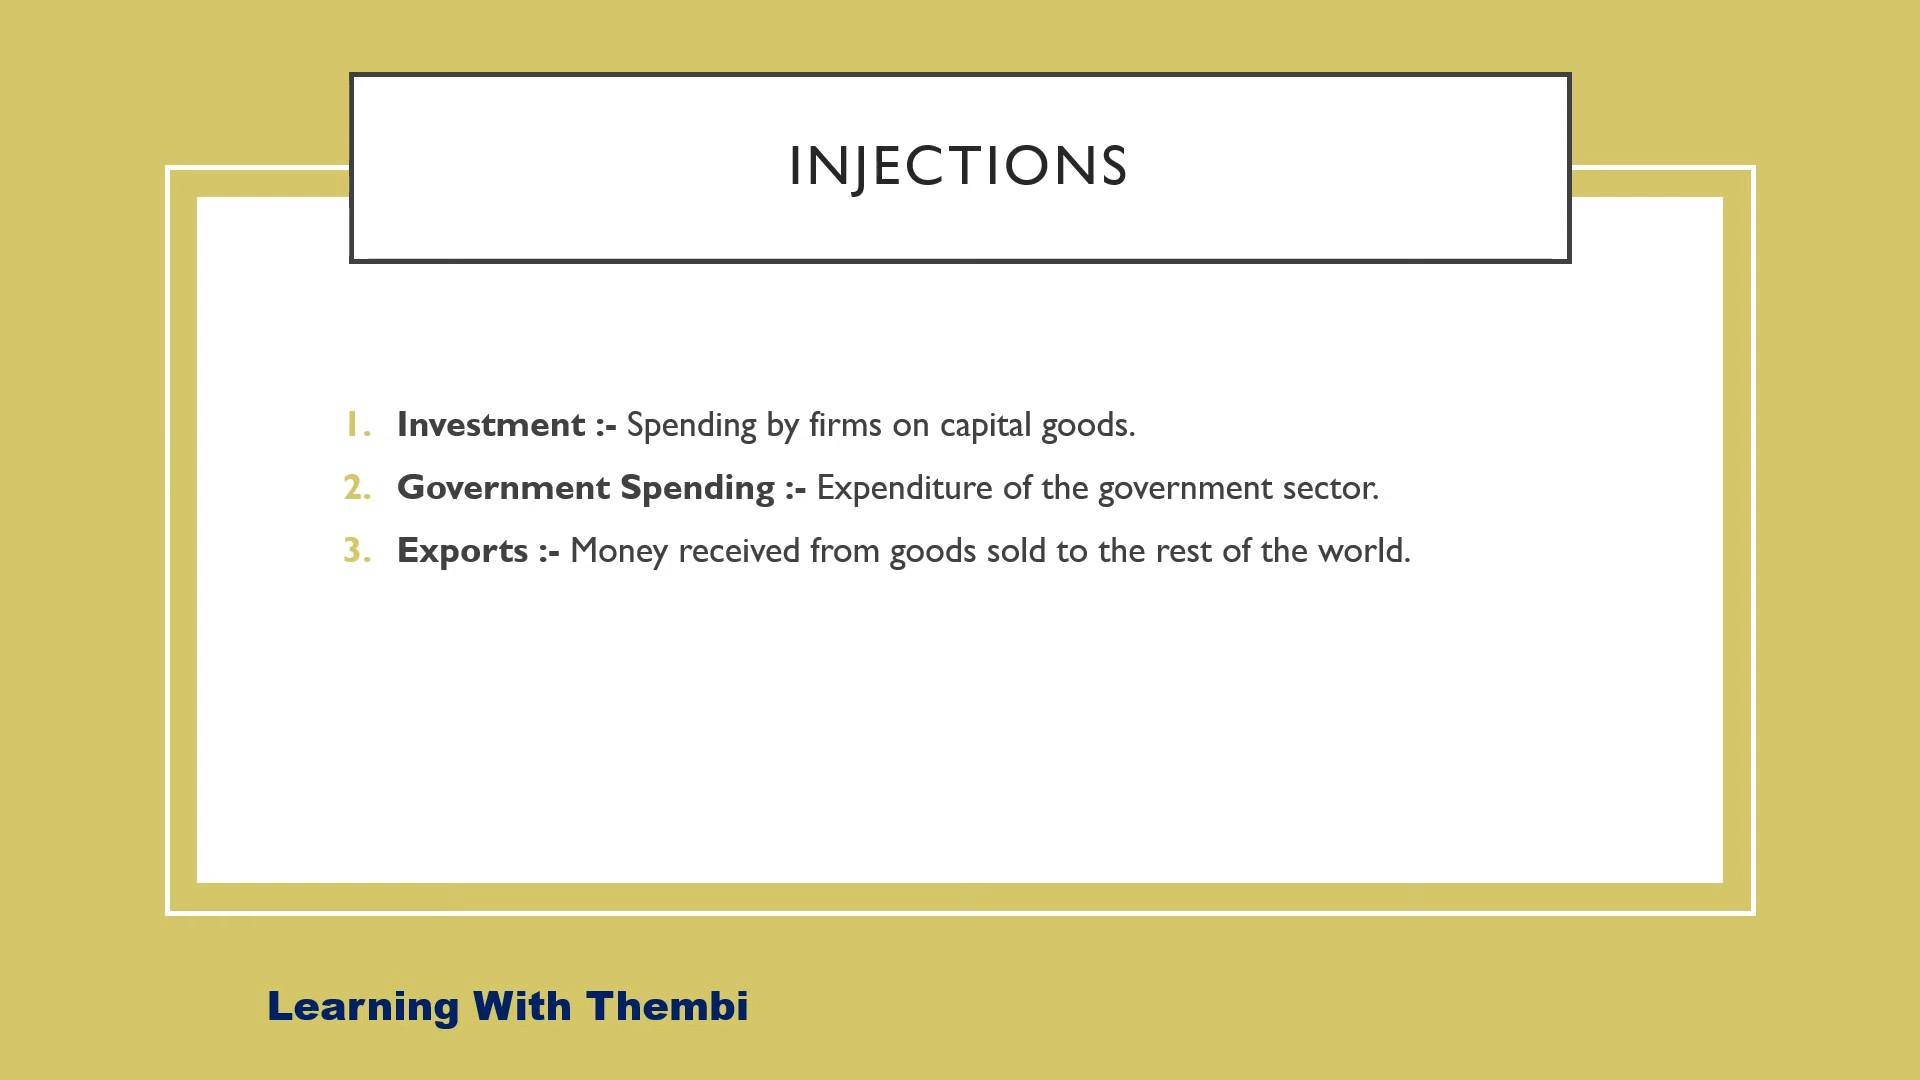 INJECTIONS
1. Investment :- Spending by firms on capital goods.
2. Government Spending :- Expenditure of the government sector.
3. Exports :- Money received from goods sold to the rest of the world.
Learning With Thembi